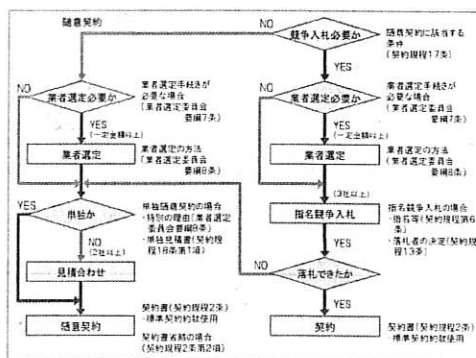 随意契約
NO
競争入札必要か
随意契約に該当する
条件
(契約規程17条)
YES
NO
業者選定必要か
業者選定手続きが
必要な場合
(業者選定委員会
要綱7条)
YES
(一定金額以上)
業者選定
業者選定の方法
(業者選定委員会
要綱8条)
NO
業者選定必要か
業者選定手続きが
必要な場合
(業者選定委員会
要綱7条)
YES
(一定金額以上)
業者選定
業者選定の方法
(業者選定委員会
要綱8条)
(3社以上)
YES
単独か
単独随意契約の場合
・特別の理由(業者選定
委員会要綱8条)
・単独見積書(契約規
程18条第1項)
NO
(2社以上)
見積合わせ
指名競争入札
指名競争入札の場合
・指名等(契約規程第6
条)
・落札者の決定(契約規
程13条)
NO
落札できたか
YES
随意契約
契約書(契約規程2条)
・標準契約約款使用
契約書省略の場合
(契約規程2条第2項)
契約
契約書(契約規程2条)
・標準契約約款使用